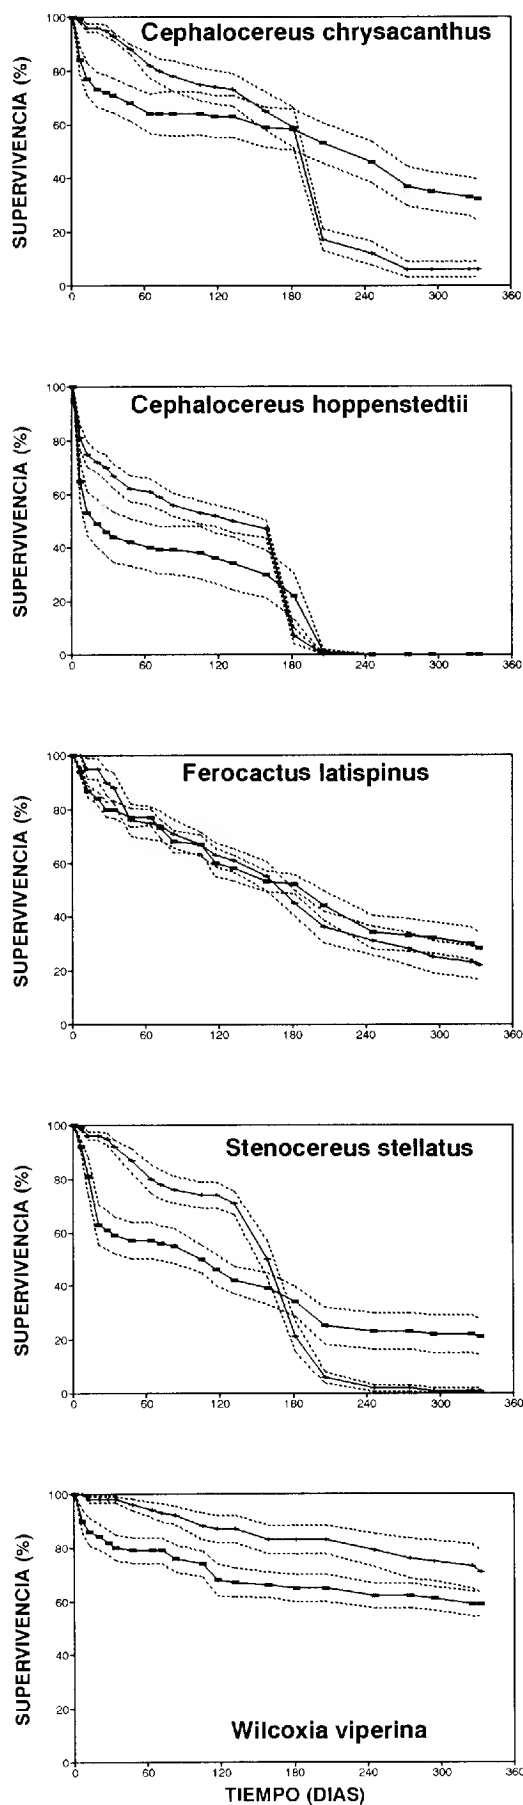 Cephalocereus chrysacanthus
SUPERVIVENCIA (%)
100
80
60
40
20
0
0 60 120 180 240 300 360
Cephalocereus hoppenstedtii
SUPERVIVENCIA (%)
100
80
60
40
20
0
0 60 120 180 240 300 360
Ferocactus latispinus
SUPERVIVENCIA (%)
100
80
60
40
20
0
0 60 120 180 240 300 360
Stenocereus stellatus
SUPERVIVENCIA (%)
100
80
60
40
20
0
0 60 120 180 240 300 360
Wilcoxia viperina
SUPERVIVENCIA (%)
100
80
60
40
20
0
0 60 120 180 240 300 360
TIEMPO (DIAS)